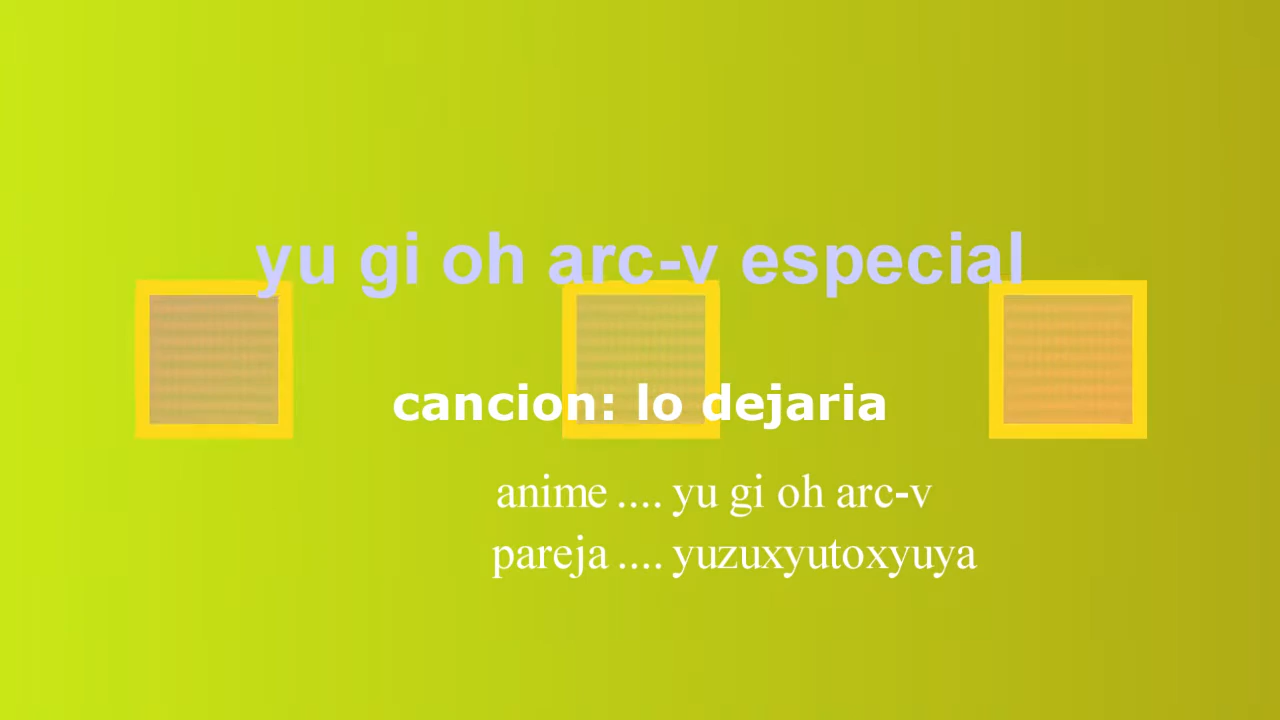 yu gi oh arc-v especial
cancion: lo dejaria
anime .... yu gi oh arc-v
pareja .... yuzuxyutoxyuya